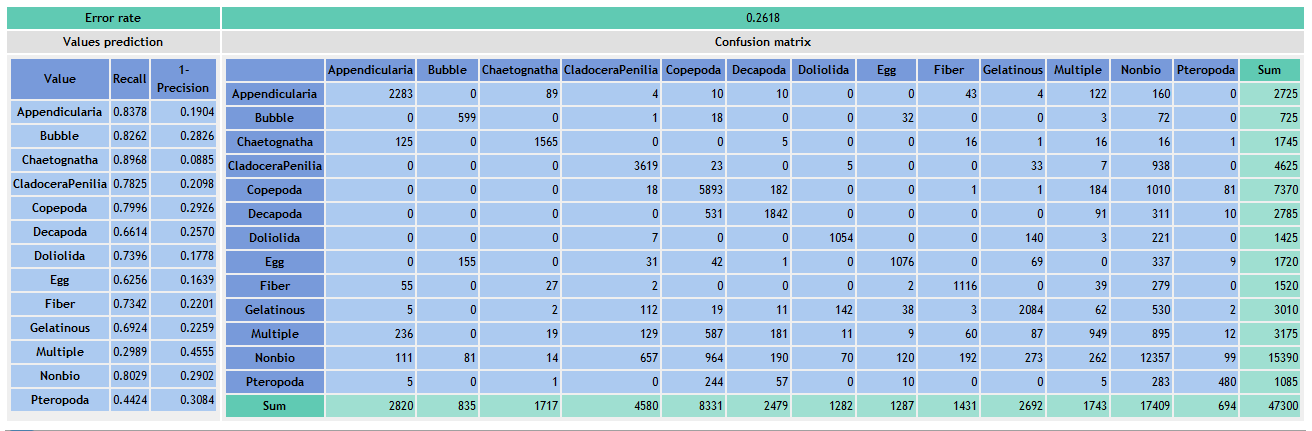 Error rate 0.2618
Values prediction Confusion matrix
Value Recall 1-Precision Appendicularia Bubble Chaetognatha CladoceraPenilia Copepoda Decapoda Doliolida Egg Fiber Gelatinous Multiple Nonbio Pteropoda Sum
Appendicularia 0.8378 0.1904 Appendicularia 2283 0 89 4 10 10 0 0 43 4 122 160 0 2725
Bubble 0.8262 0.2826 Bubble 0 599 0 1 18 0 0 32 0 0 3 72 0 725
Chaetognatha 0.8968 0.0885 Chaetognatha 125 0 1565 0 0 5 0 0 16 1 16 16 1 1745
CladoceraPenilia 0.7825 0.2098 CladoceraPenilia 0 0 0 3619 23 0 5 0 0 33 7 938 0 4625
Copepoda 0.7996 0.2926 Copepoda 0 0 0 18 5893 182 0 0 1 1 184 1010 81 7370
Decapoda 0.6614 0.2570 Decapoda 0 0 0 0 531 1842 0 0 0 0 91 311 10 2785
Doliolida 0.7396 0.1778 Doliolida 0 0 0 7 0 0 1054 0 0 140 3 221 0 1425
Egg 0.6256 0.1639 Egg 0 155 0 31 42 1 0 1076 0 69 0 337 9 1720
Fiber 0.7342 0.2201 Fiber 55 0 27 2 0 0 0 2 1116 0 39 279 0 1520
Gelatinous 0.6924 0.2259 Gelatinous 5 0 2 112 19 11 142 38 3 2084 62 530 2 3010
Multiple 0.2989 0.4555 Multiple 236 0 19 129 587 181 11 9 60 87 949 895 12 3175
Nonbio 0.8029 0.2902 Nonbio 111 81 14 657 964 190 70 120 192 273 262 12357 99 15390
Pteropoda 0.4424 0.3084 Pteropoda 5 0 1 0 244 57 0 10 0 0 5 283 480 1085
Sum 2820 835 1717 4580 8331 2479 1282 1287 1431 2692 1743 17409 694 47300